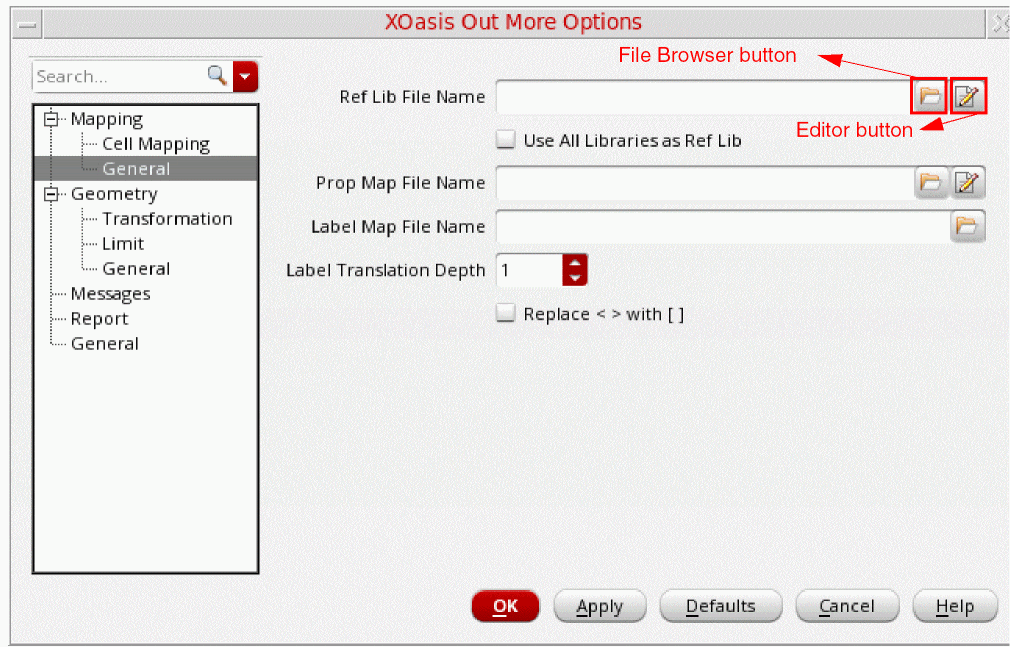 XOasis Out More Options
File Browser button
Search...
Ref Lib File Name
Editor button
Mapping
Cell Mapping
General
Geometry
Transformation
Limit
General
Messages
Report
General
Use All Libraries as Ref Lib
Prop Map File Name
Label Map File Name
Label Translation Depth 1
Replace < > with [ ]
OK Apply Defaults Cancel Help